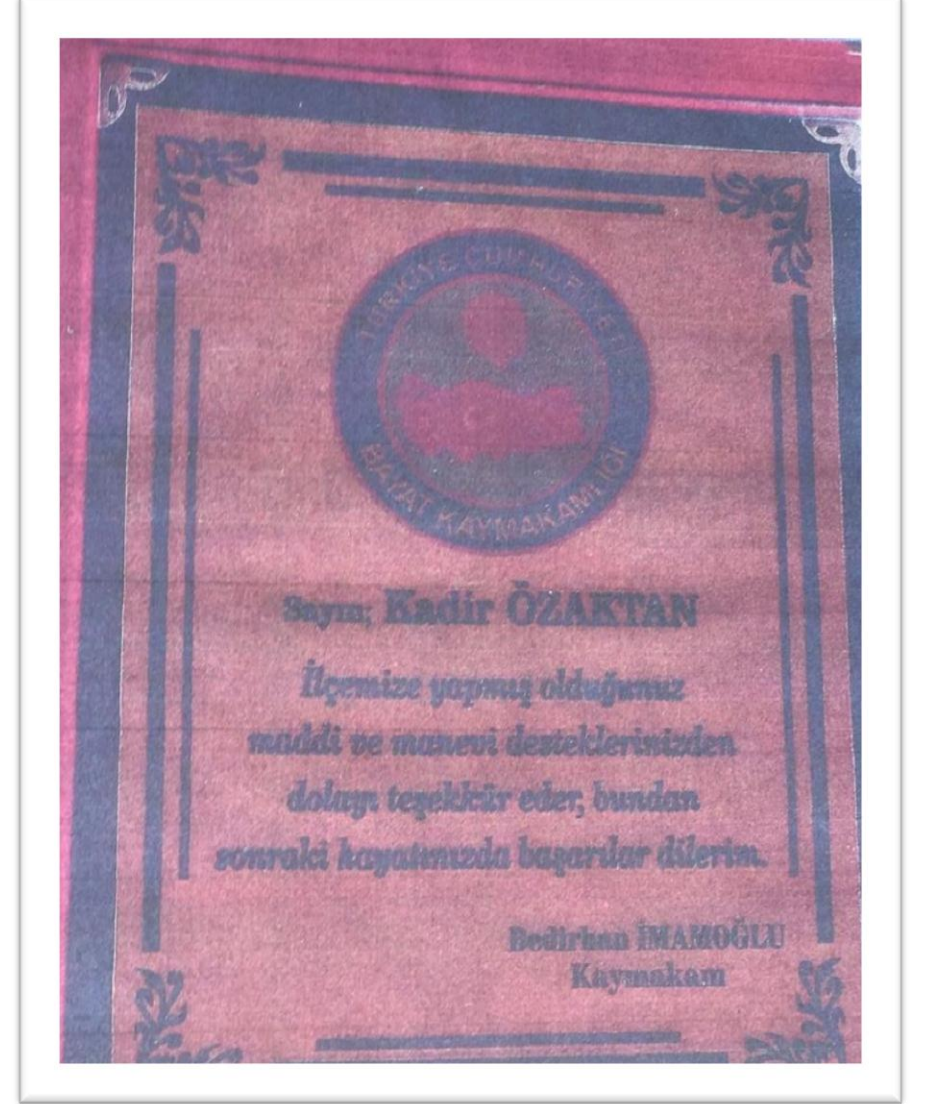 TÜRKİYE CUMHURİYETİ
BAYAT KAYMAKAMLIĞI
Sayın; Kadir ÖZAKTAN
İlçemize yapmış olduğunuz
maddi ve manevi desteklerinizden
dolayı teşekkür eder, bundan
sonraki hayatınızda başarılar dilerim.
Bedirhan İMAMOĞLU
Kaymakam